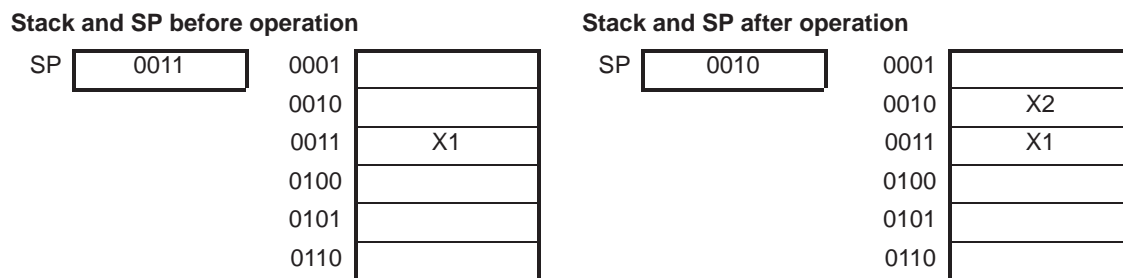 Stack and SP before operation
SP 0011
0001
0010
0011 X1
0100
0101
0110
Stack and SP after operation
SP 0010
0001
0010 X2
0011 X1
0100
0101
0110